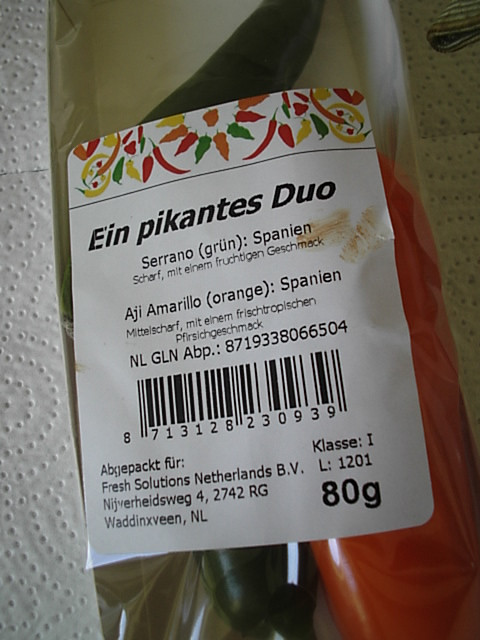 Ein pikantes Duo
Serrano (grün): Spanien
Scharf, mit einem fruchtigen Geschmack
Aji Amarillo (orange): Spanien
Mittelscharf, mit einem frischtropischen
Pfirsichgeschmack
NL GLN Abp.: 8719338066504
8 713128 230939
Abgepackt für:
Fresh Solutions Netherlands B.V.
Nijverheidsweg 4, 2742 RG
Waddinxveen, NL
Klasse: I
L: 1201
80g